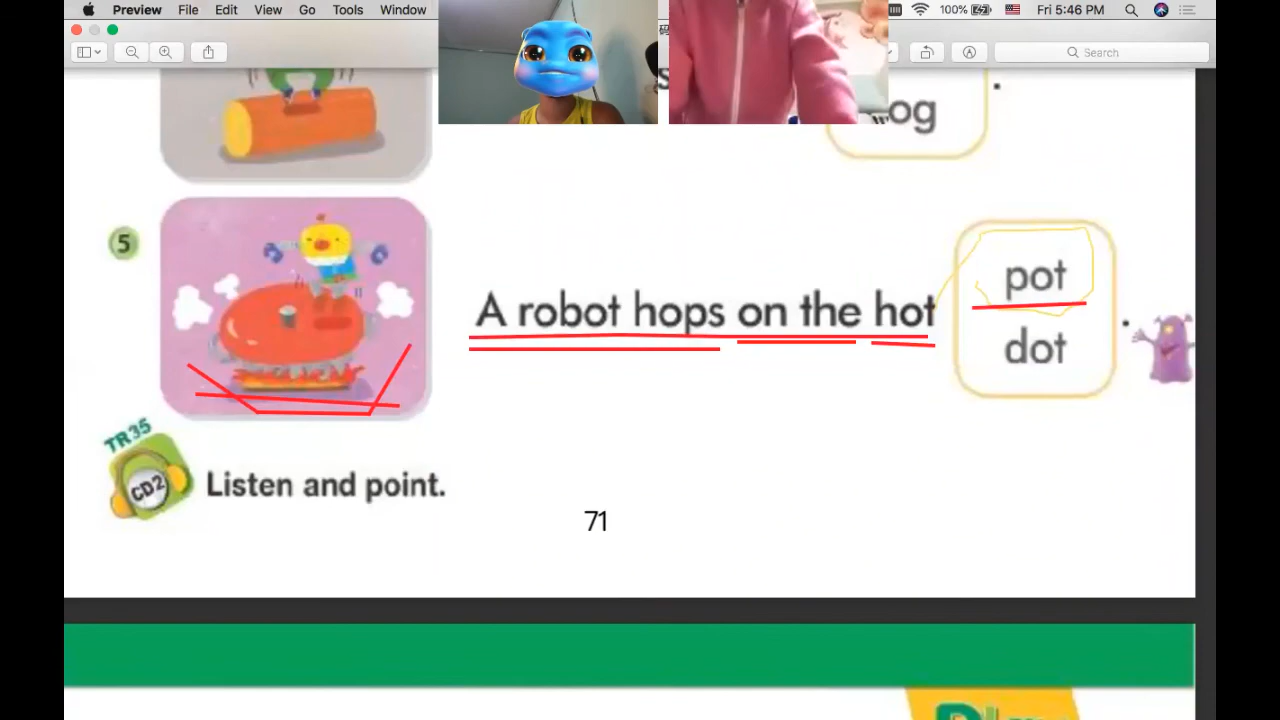 Preview File Edit View Go Tools Window 100% Fri 5:46 PM
Search
og
.
5
A robot hops on the hot
pot
dot
.
TR35
CD2
Listen and point.
71